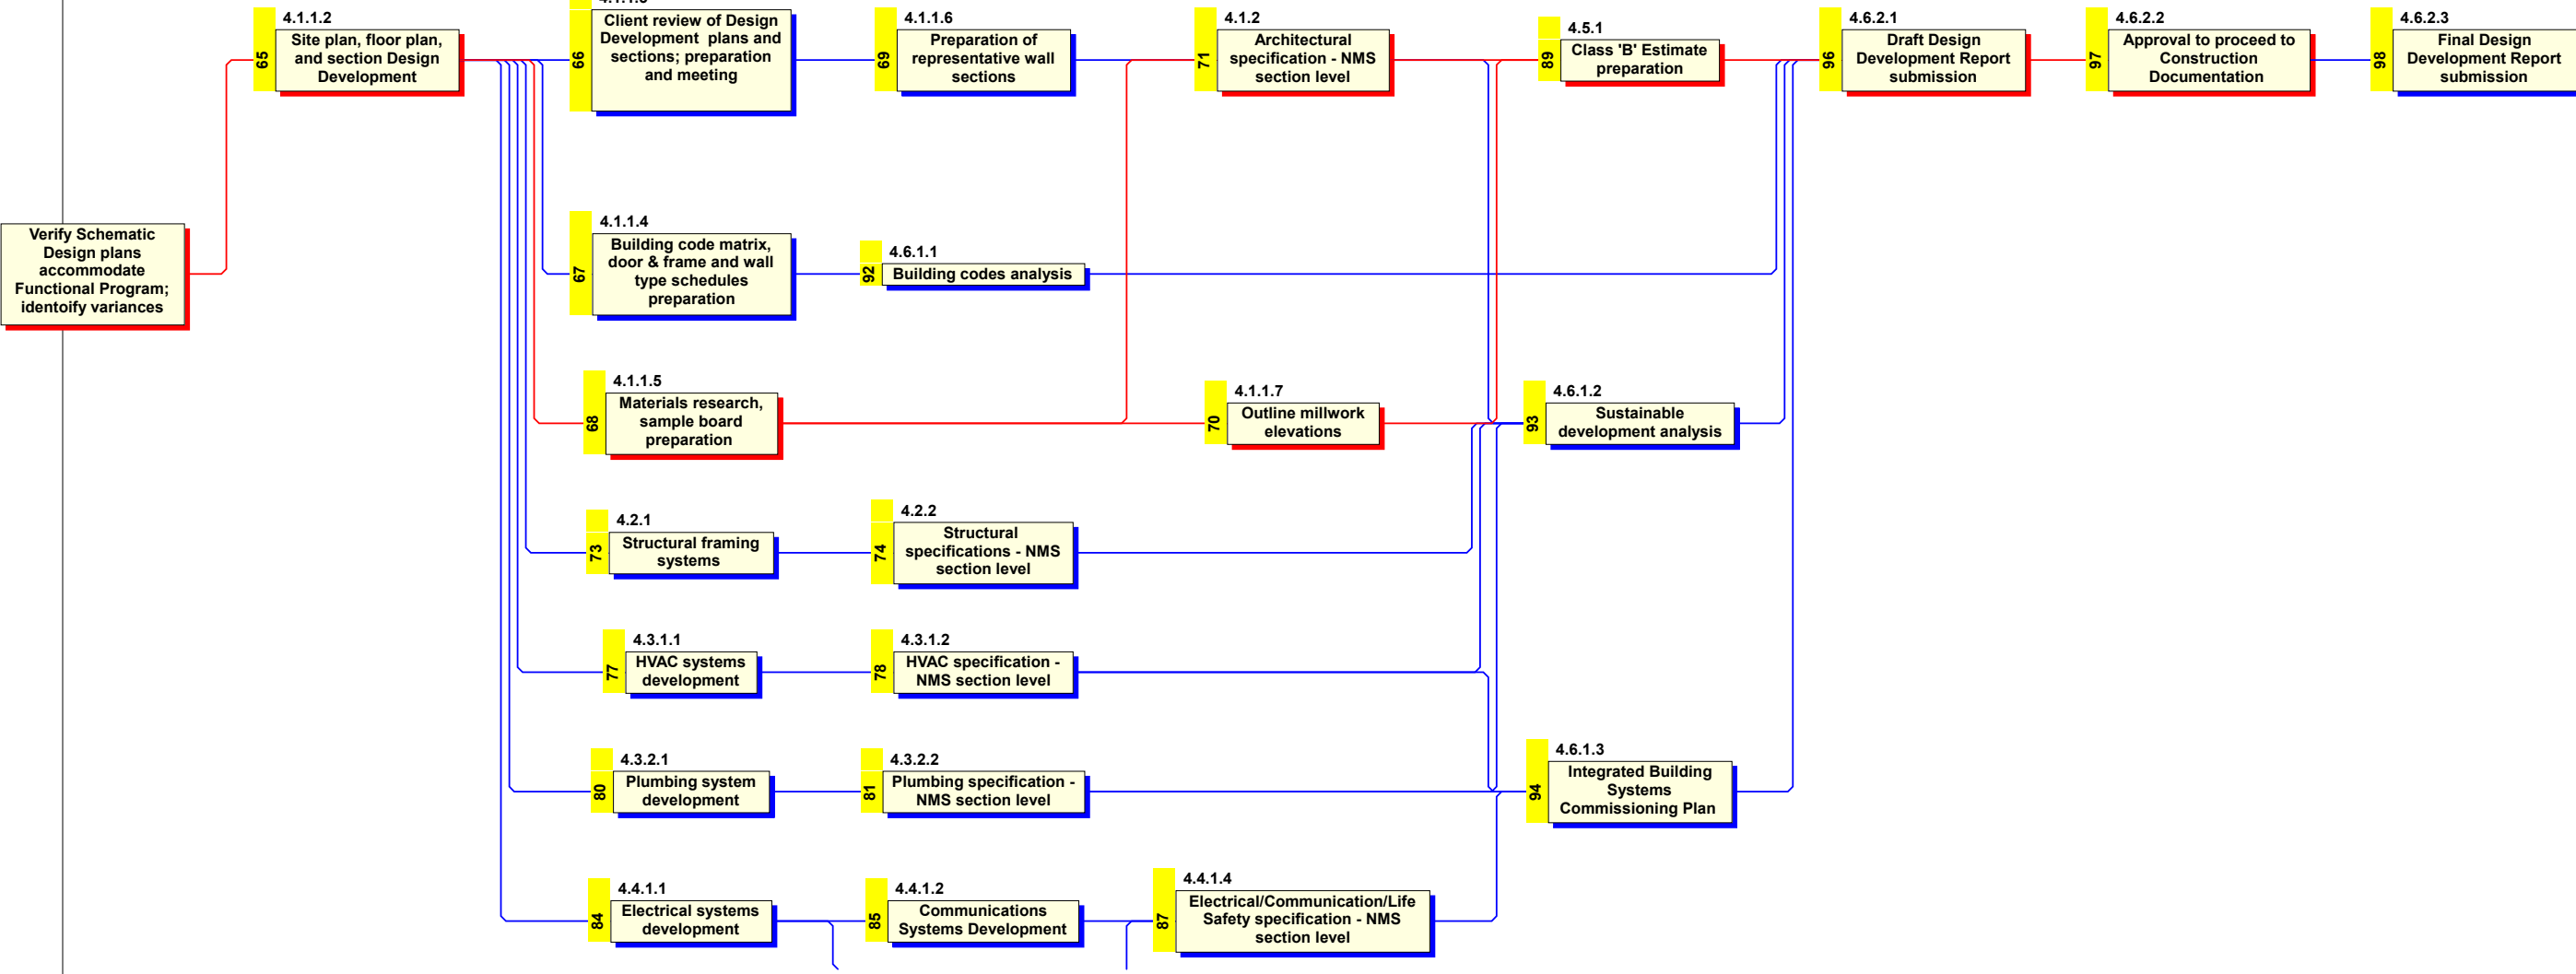 4.1.1.2
65
Site plan, floor plan,
and section Design
Development
66
Client review of Design
Development plans and
sections; preparation
and meeting
4.1.1.6
69
Preparation of
representative wall
sections
4.1.2
71
Architectural
specification - NMS
section level
4.5.1
89
Class 'B' Estimate
preparation
4.6.2.1
96
Draft Design
Development Report
submission
4.6.2.2
97
Approval to proceed to
Construction
Documentation
4.6.2.3
98
Final Design
Development Report
submission
Verify Schematic
Design plans
accommodate
Functional Program;
identoify variances
4.1.1.4
67
Building code matrix,
door & frame and wall
type schedules
preparation
4.6.1.1
92
Building codes analysis
4.1.1.5
68
Materials research,
sample board
preparation
4.1.1.7
70
Outline millwork
elevations
4.6.1.2
93
Sustainable
development analysis
4.2.1
73
Structural framing
systems
4.2.2
74
Structural
specifications - NMS
section level
4.3.1.1
77
HVAC systems
development
4.3.1.2
78
HVAC specification -
NMS section level
4.3.2.1
80
Plumbing system
development
4.3.2.2
81
Plumbing specification -
NMS section level
4.6.1.3
94
Integrated Building
Systems
Commissioning Plan
4.4.1.1
84
Electrical systems
development
4.4.1.2
85
Communications
Systems Development
4.4.1.4
87
Electrical/Communication/Life
Safety specification - NMS
section level